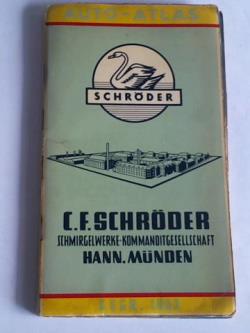 AUTO-ATLAS
SCHRÖDER
C.F. SCHRÖDER
SCHMIRGELWERKE-KOMMANDITGESELLSCHAFT
HANN. MÜNDEN